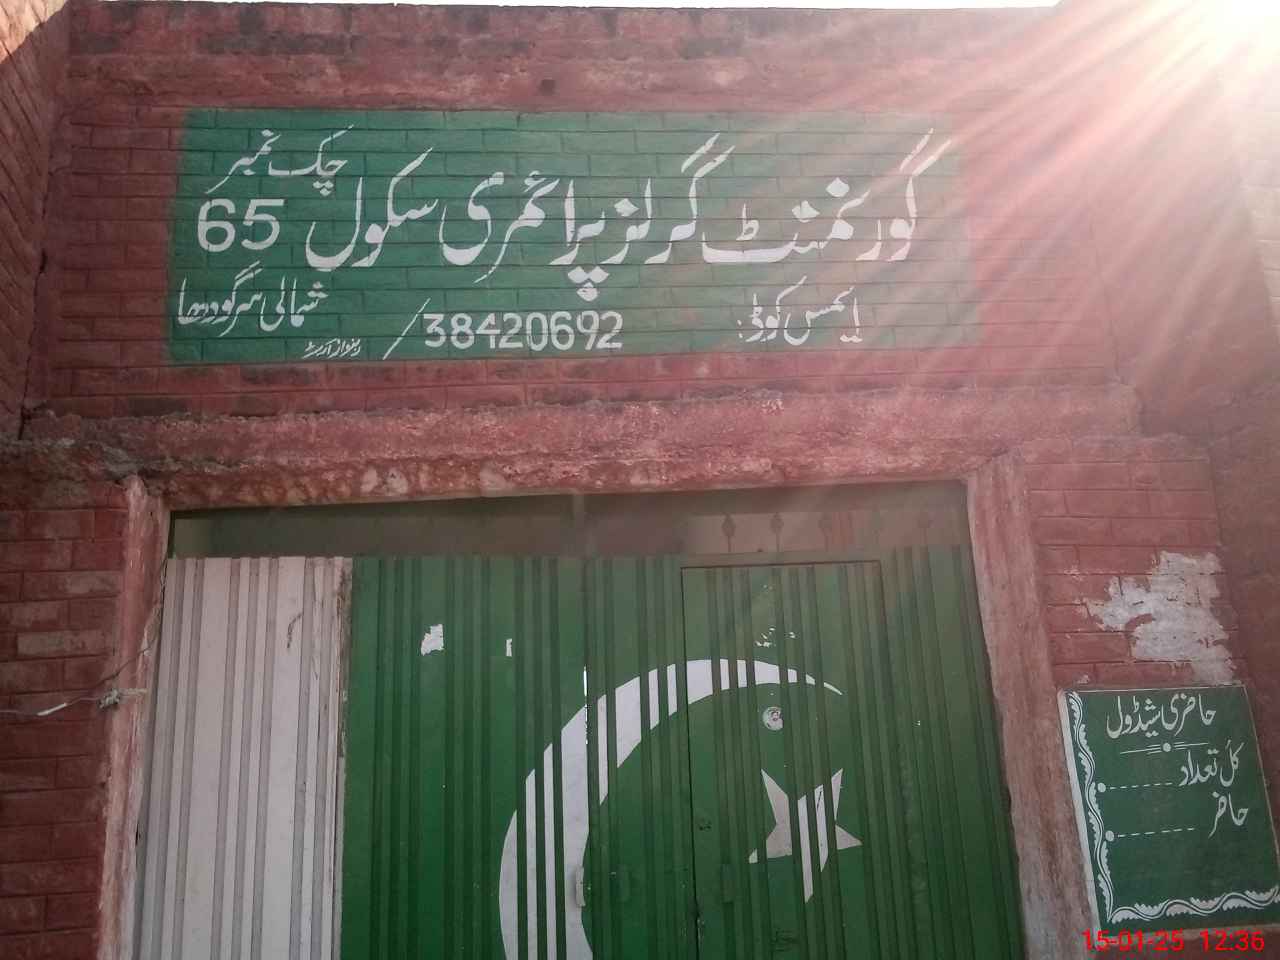 گورنمنٹ گرلز پرائمری سکول چک نمبر 65
شمالی سرگودھا
ایمس کوڈ: 38420692/
حاضری شیڈول
کل تعداد ------
حاضر ------
15-01-25 12:36